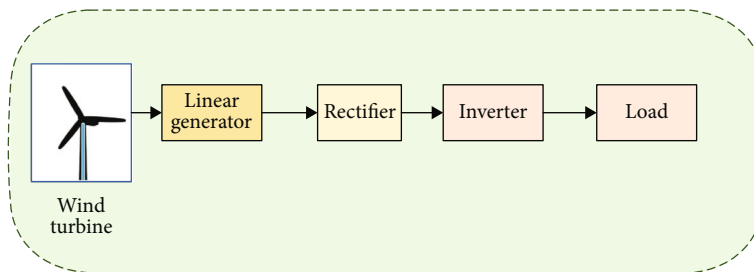 Wind
turbine
Linear
generator
Rectifier
Inverter
Load